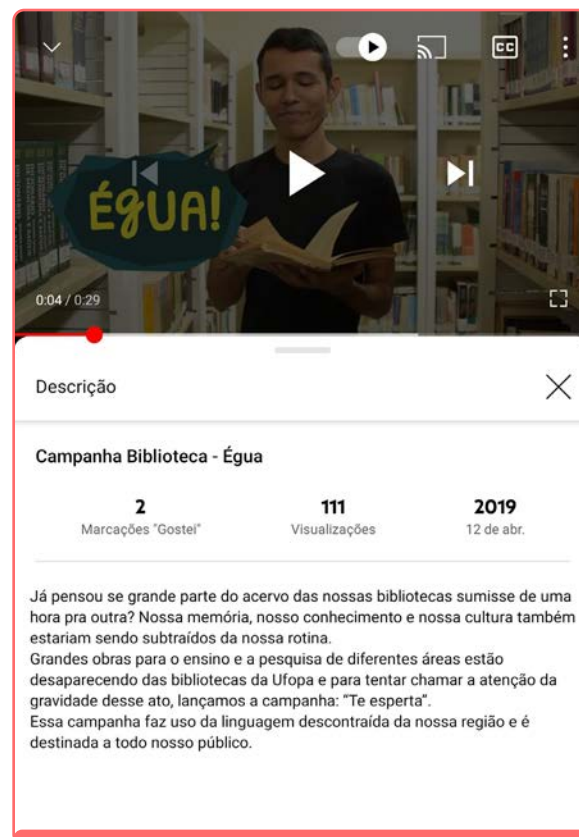 CC
ÉGUA!
0:04 / 0:29
Descrição
Campanha Biblioteca - Égua
2 111 2019
Marcações "Gostei" Visualizações 12 de abr.
Já pensou se grande parte do acervo das nossas bibliotecas sumisse de uma
hora pra outra? Nossa memória, nosso conhecimento e nossa cultura também
estariam sendo subtraídos da nossa rotina.
Grandes obras para o ensino e a pesquisa de diferentes áreas estão
desaparecendo das bibliotecas da Ufopa e para tentar chamar a atenção da
gravidade desse ato, lançamos a campanha: “Te esperta”.
Essa campanha faz uso da linguagem descontraída da nossa região e é
destinada a todo nosso público.